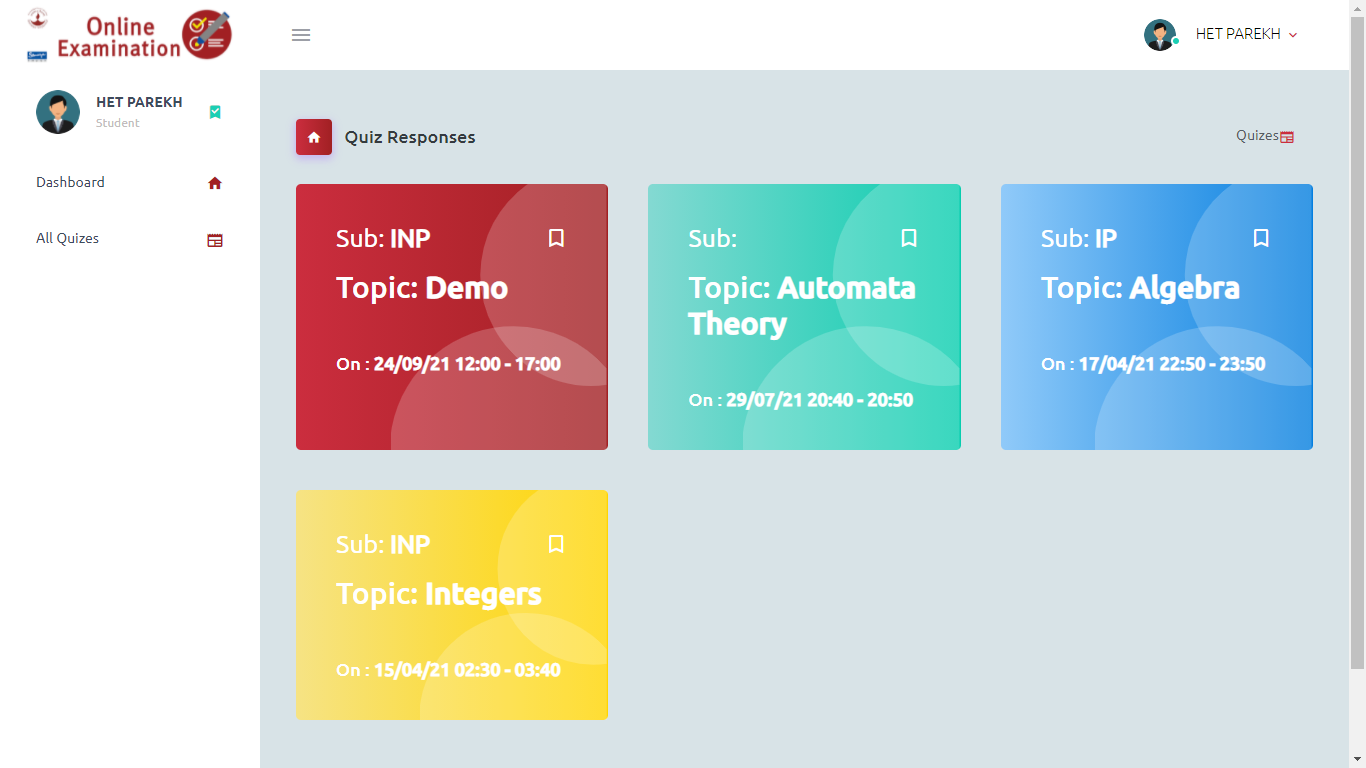 Online
Examination
HET PAREKH
HET PAREKH
Student
Dashboard
All Quizes
Quiz Responses
Quizes
Sub: INP
Topic: Demo
On : 24/09/21 12:00 - 17:00
Sub:
Topic: Automata
Theory
On : 29/07/21 20:40 - 20:50
Sub: IP
Topic: Algebra
On : 17/04/21 22:50 - 23:50
Sub: INP
Topic: Integers
On : 15/04/21 02:30 - 03:40